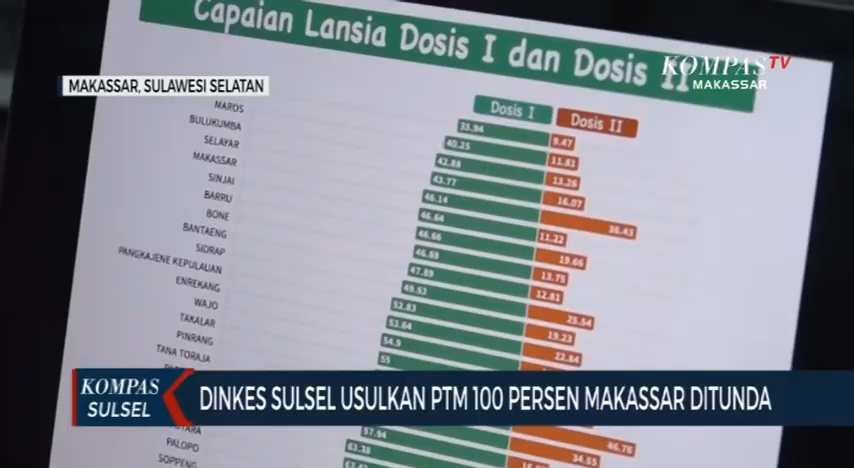 Capaian Lansia Dosis I dan Dosis II
KOMPAS TV
MAKASSAR
MAKASSAR, SULAWESI SELATAN
Dosis I Dosis II
MAROS 35.94 9.47
BULUKUMBA 40.25 11.81
SELAYAR 42.88 13.26
MAKASSAR 43.77 16.07
SINJAI 46.14 36.43
BARRU 46.64 11.22
BONE 46.66 19.66
BANTAENG 46.89 13.75
SIDRAP 47.89 12.81
PANGKAJENE KEPULAUAN 49.53 25.54
ENREKANG 52.83 19.23
WAJO 53.64 22.84
TAKALAR 54.9
PINRANG 55
TANA TORAJA
KOMPAS
SULSEL
DINKES SULSEL USULKAN PTM 100 PERSEN MAKASSAR DITUNDA
57.94 46.76
PALOPO 63.38 34.55
SOPPENG